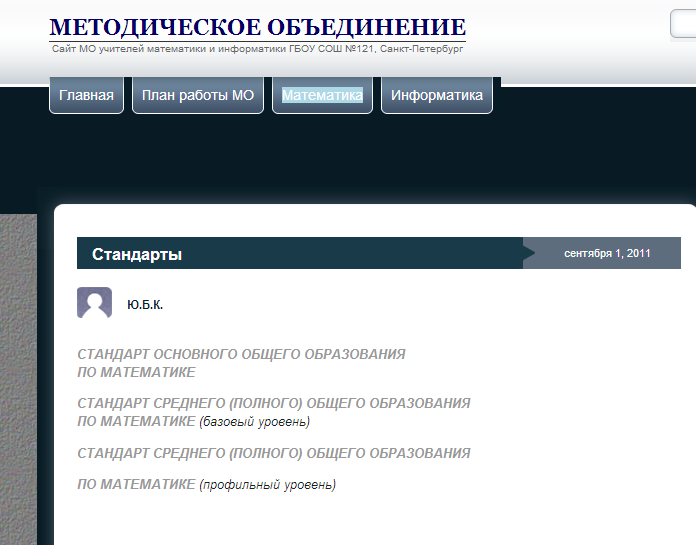 МЕТОДИЧЕСКОЕ ОБЪЕДИНЕНИЕ
Сайт МО учителей математики и информатики ГБОУ СОШ №121, Санкт-Петербург
Главная План работы МО Математика Информатика
Стандарты сентября 1, 2011
Ю.Б.К.
СТАНДАРТ ОСНОВНОГО ОБЩЕГО ОБРАЗОВАНИЯ
ПО МАТЕМАТИКЕ
СТАНДАРТ СРЕДНЕГО (ПОЛНОГО) ОБЩЕГО ОБРАЗОВАНИЯ
ПО МАТЕМАТИКЕ (базовый уровень)
СТАНДАРТ СРЕДНЕГО (ПОЛНОГО) ОБЩЕГО ОБРАЗОВАНИЯ
ПО МАТЕМАТИКЕ (профильный уровень)